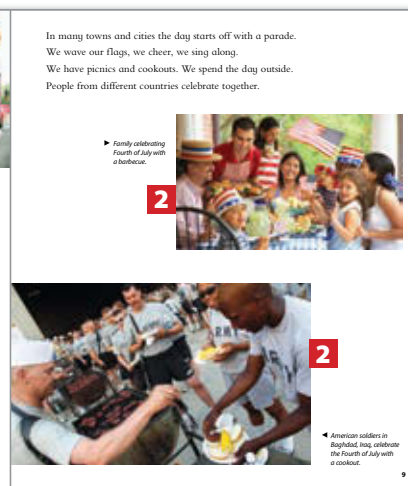 In many towns and cities the day starts off with a parade.
We wave our flags, we cheer, we sing along.
We have picnics and cookouts. We spend the day outside.
People from different countries celebrate together.
► Family celebrating
Fourth of July with
a barbecue.
2
ARMY
2
◄ American soldiers in
Baghdad, Iraq, celebrate
the Fourth of July with
a cookout.
9